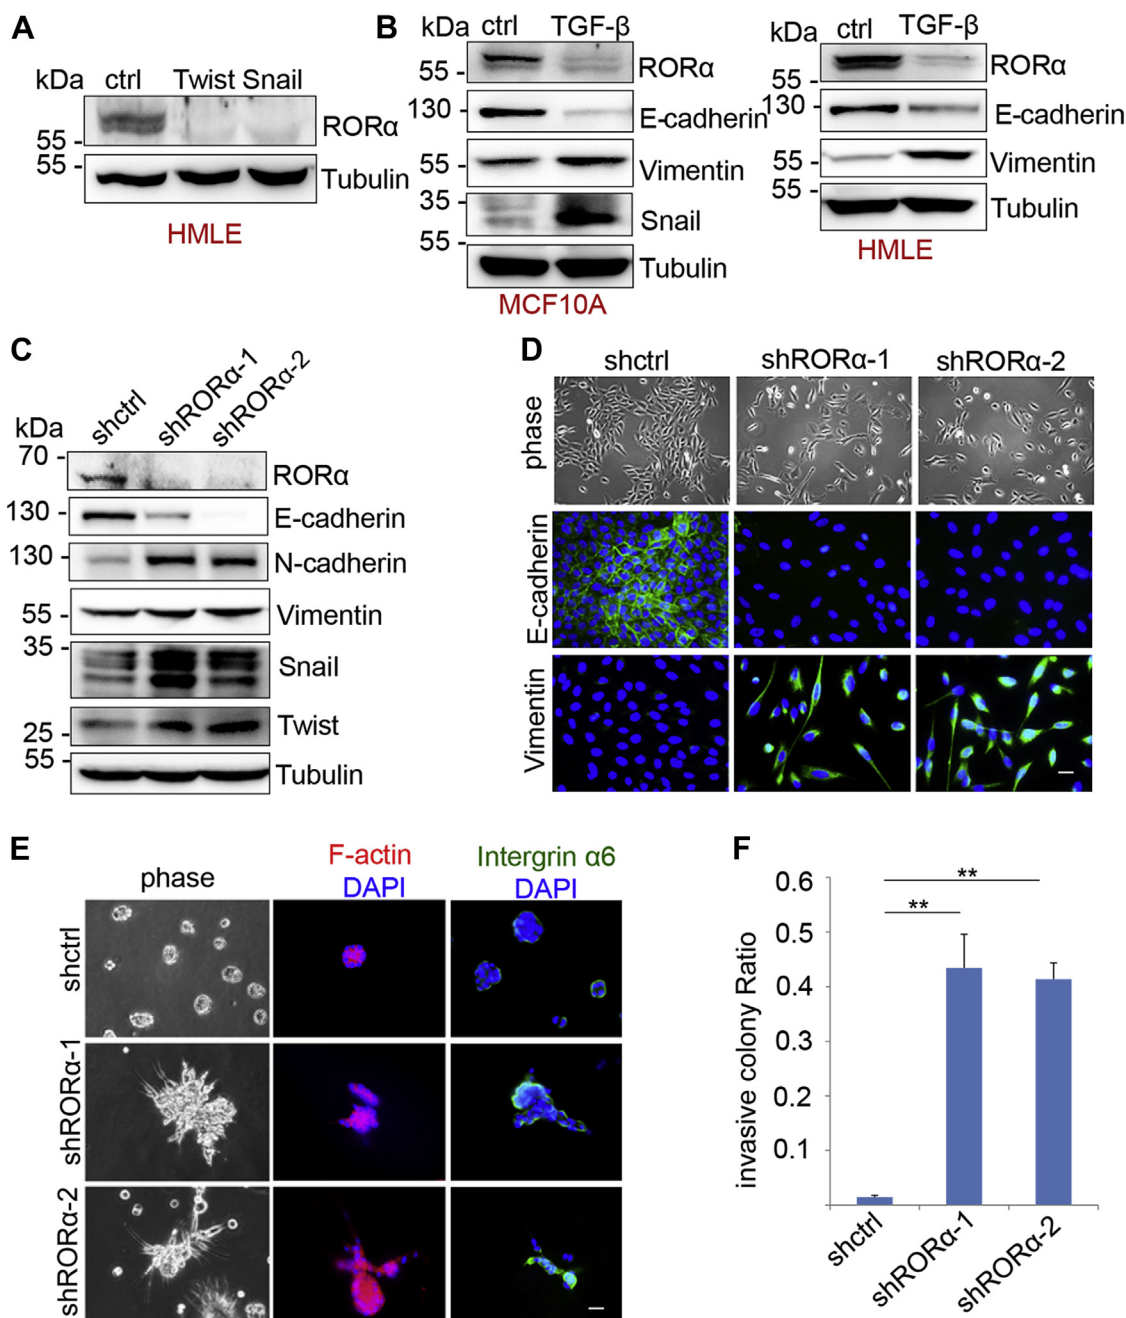 A
kDa ctrl Twist Snail
RORα
55 -
55 -
Tubulin
HMLE
B
kDa ctrl TGF-β
55 - RORα
130 - E-cadherin
55 - Vimentin
35 - Snail
55 - Tubulin
MCF10A
kDa ctrl TGF-β
55 - RORα
130 - E-cadherin
55 - Vimentin
55 - Tubulin
HMLE
C
kDa shctrl shRORα-1 shRORα-2
70 - RORα
130 - E-cadherin
130 - N-cadherin
55 - Vimentin
35 - Snail
25 - Twist
55 - Tubulin
D
shctrl shRORα-1 shRORα-2
phase
E-cadherin
Vimentin
E
phase
F-actin
DAPI
Intergrin α6
DAPI
shctrl
shRORα-1
shRORα-2
F
invasive colony Ratio
0.6
0.5
0.4
0.3
0.2
0.1
**
**
shctrl
shRORα-1
shRORα-2